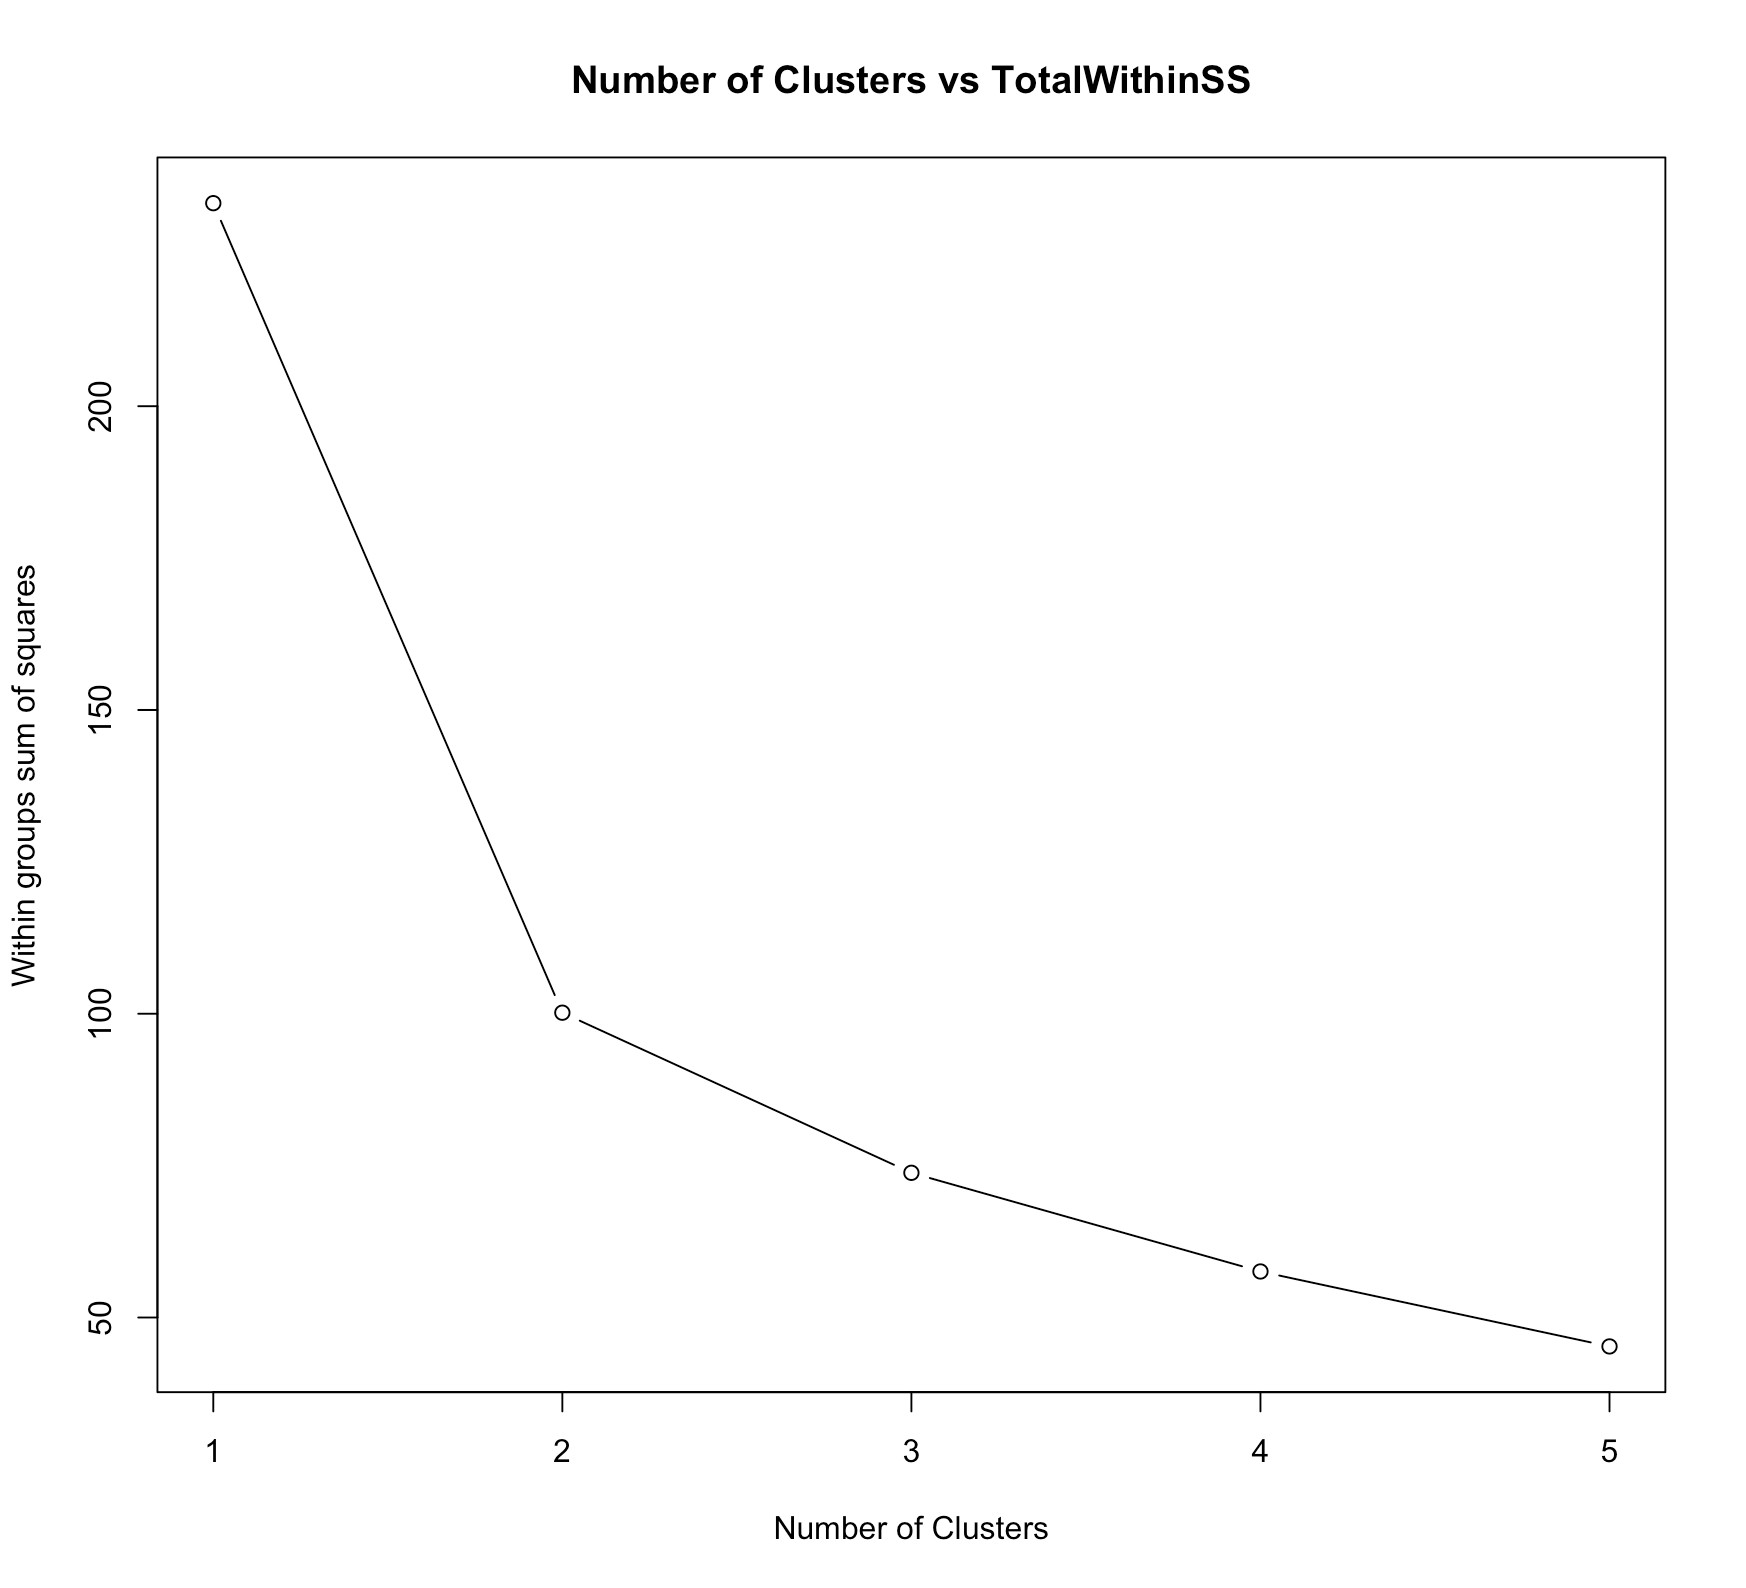 Number of Clusters vs TotalWithinSS
Within groups sum of squares
200
150
100
50
1 2 3 4 5
Number of Clusters